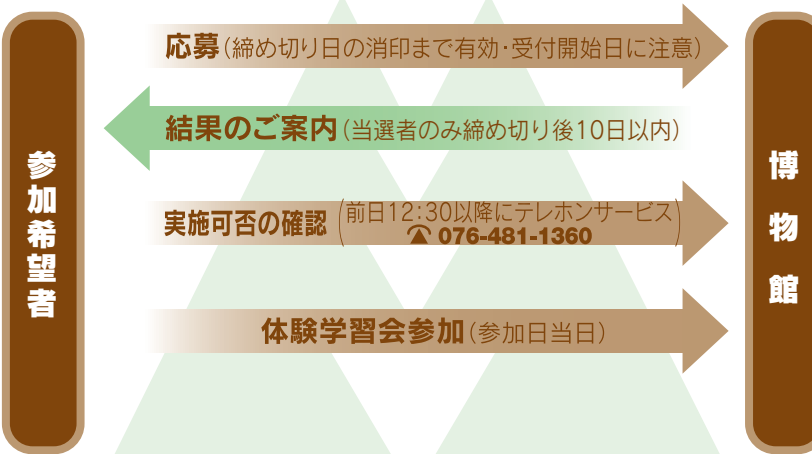 参加希望者
応募(締め切り日の消印まで有効・受付開始日に注意)
結果のご案内(当選者のみ締め切り後10日以内)
実施可否の確認(前日12:30以降にテレホンサービス
076-481-1360)
体験学習会参加(参加日当日)
博物館